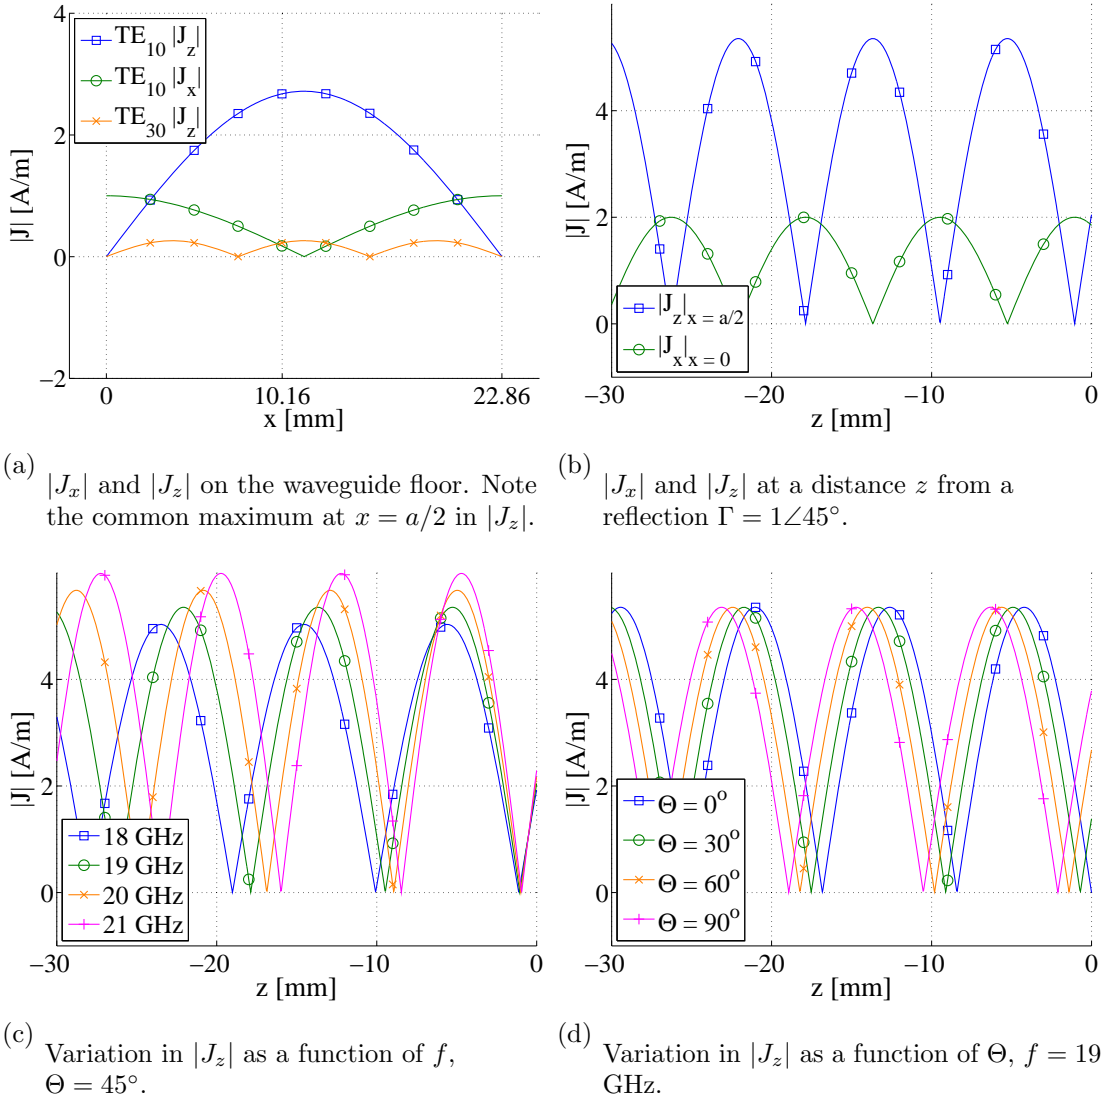 4
2
0
−2
|J| [A/m]
TE10 |Jz|
TE10 |Jx|
TE30 |Jz|
0
10.16
22.86
x [mm]
(a) |Jx| and |Jz| on the waveguide floor. Note
the common maximum at x = a/2 in |Jz|.
4
2
0
|J| [A/m]
|Jz|x = a/2
|Jx|x = 0
−30
−20
−10
0
z [mm]
(b) |Jx| and |Jz| at a distance z from a
reflection Γ = 1∠45°.
4
2
0
|J| [A/m]
18 GHz
19 GHz
20 GHz
21 GHz
−30
−20
−10
0
z [mm]
(c) Variation in |Jz| as a function of f,
Θ = 45°.
4
2
0
|J| [A/m]
Θ = 0o
Θ = 30o
Θ = 60o
Θ = 90o
−30
−20
−10
0
z [mm]
(d) Variation in |Jz| as a function of Θ, f = 19
GHz.